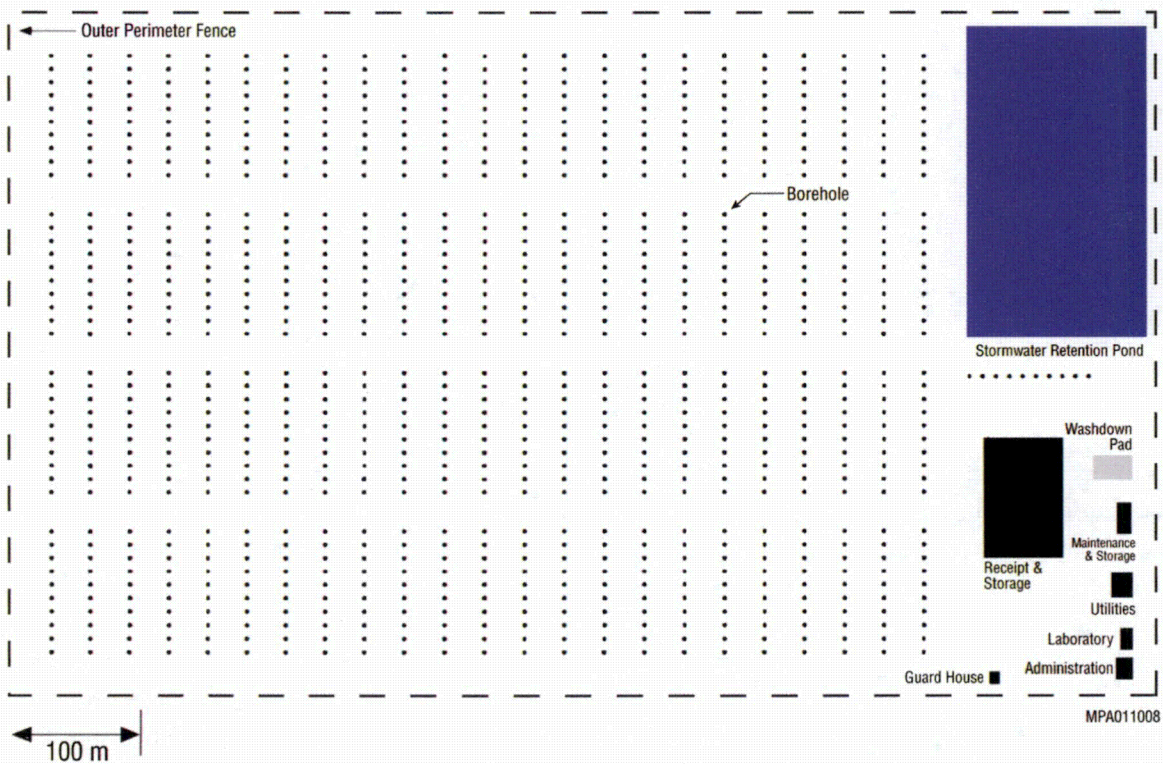 Outer Perimeter Fence
Borehole
Stormwater Retention Pond
Washdown
Pad
Maintenance
& Storage
Receipt &
Storage
Utilities
Laboratory
Administration
Guard House
MPA011008
100 m